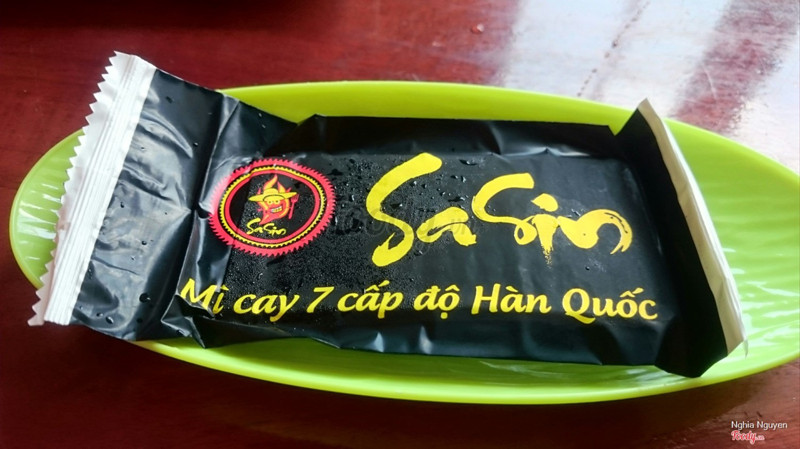 SaSin
SaSin
Mì cay 7 cấp độ Hàn Quốc
Nghia Nguyen
Foody.vn